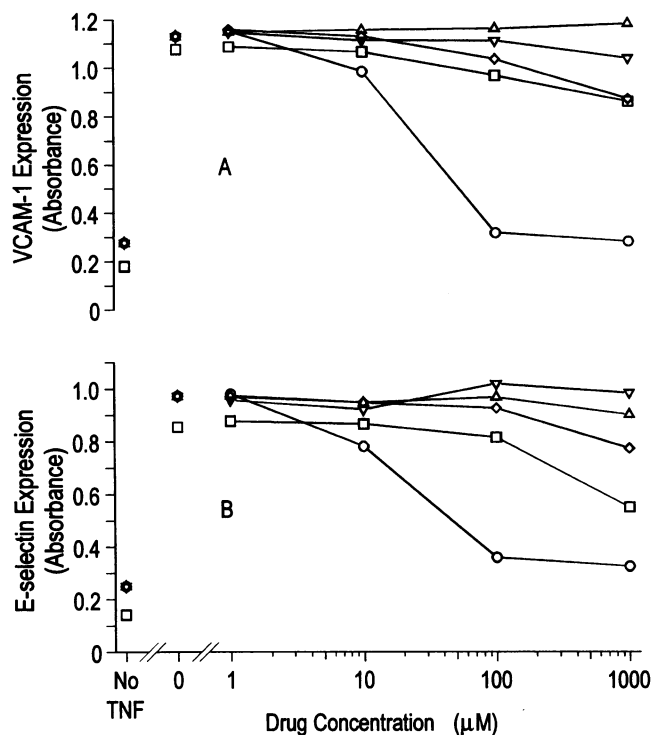 VCAM-1 Expression
(Absorbance)
1.2
1.0
0.8
0.6
0.4
0.2
0
A
E-selectin Expression
(Absorbance)
1.0
0.8
0.6
0.4
0.2
0
B
No
TNF
0
1
10
100
1000
Drug Concentration (μM)